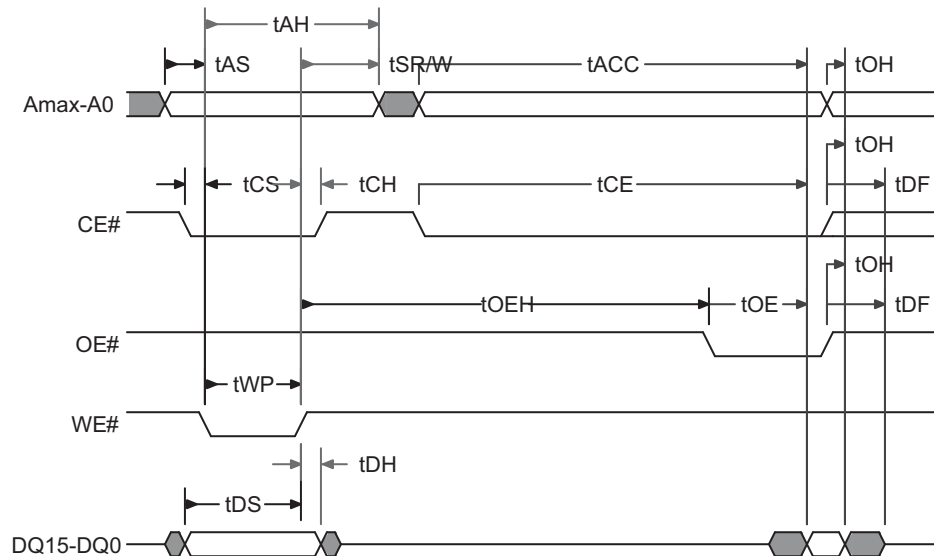 tAH
tAS tSR/W tACC tOH
Amax-A0
tOH
tCS tCH tCE tDF
CE#
tOH
tOEH tOE tDF
OE#
tWP
WE#
tDH
tDS
DQ15-DQ0